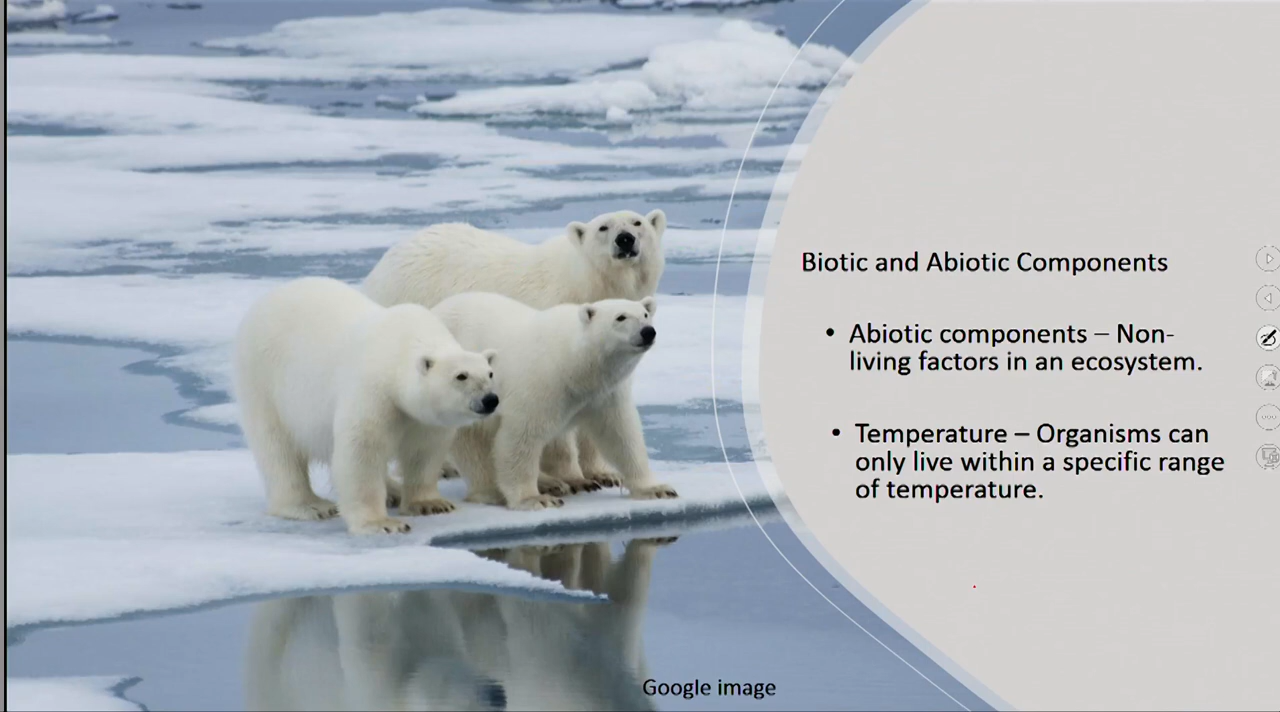 Biotic and Abiotic Components
• Abiotic components – Non-
living factors in an ecosystem.
• Temperature – Organisms can
only live within a specific range
of temperature.
Google image